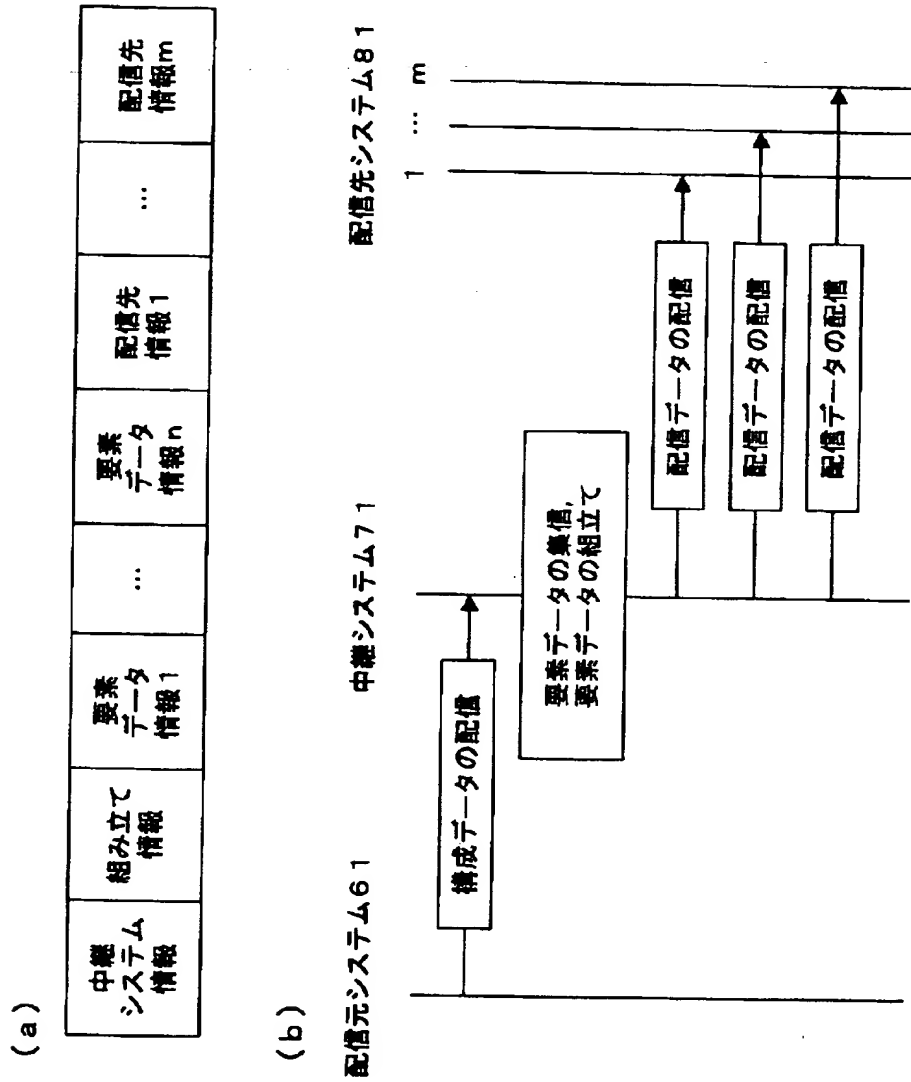 (a)
中継
システム
情報
組み立て
情報
要素
データ
情報1
…
要素
データ
情報n
配信先
情報1
…
配信先
情報m
(b)
配信元システム61
中継システム71
配信先システム81
1 … m
構成データの配信
要素データの集信,
要素データの組立て
配信データの配信
配信データの配信
配信データの配信